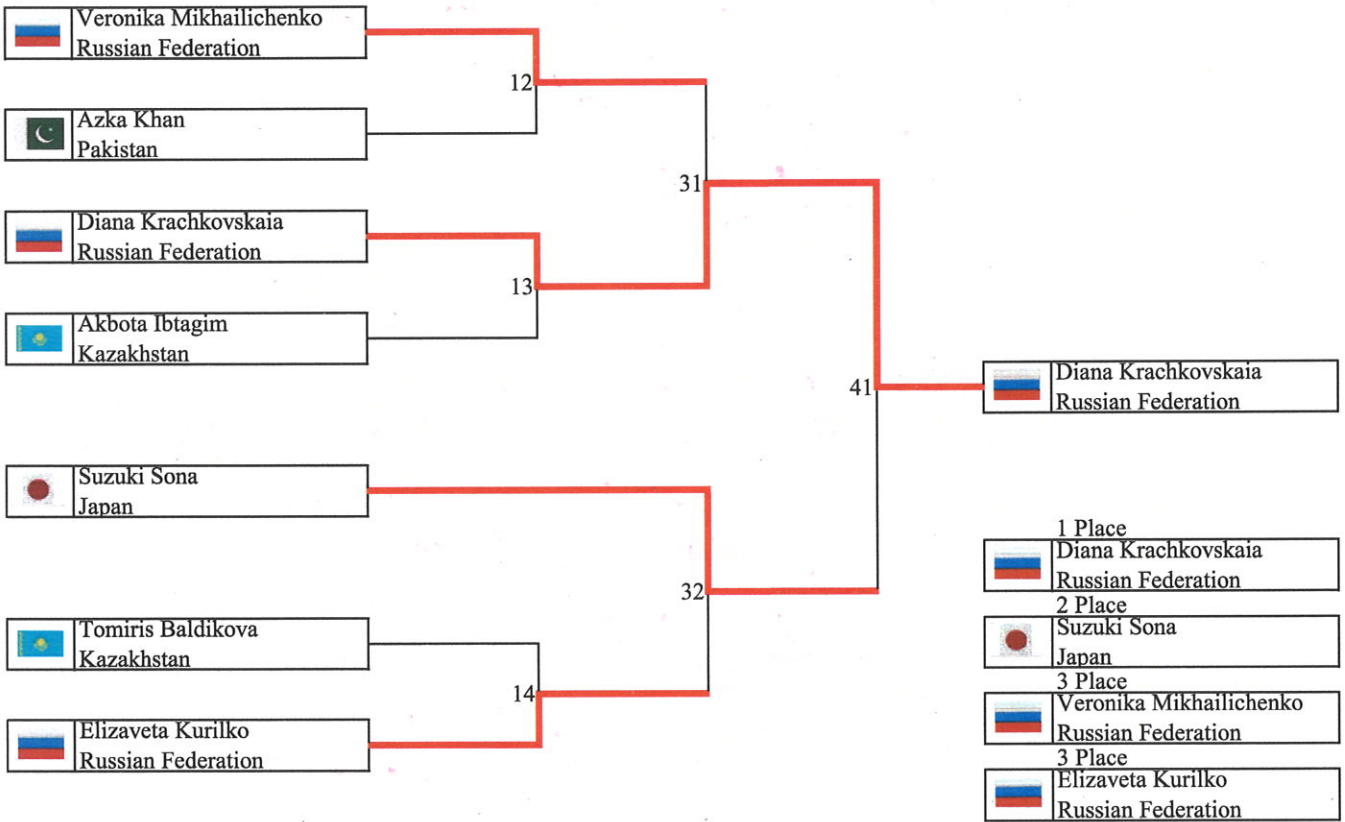 Veronika Mikhailichenko
Russian Federation
12
Azka Khan
Pakistan
31
Diana Krachkovskaia
Russian Federation
13
Akbota Ibtagim
Kazakhstan
41
Diana Krachkovskaia
Russian Federation
Suzuki Sona
Japan
32
Tomiris Baldikova
Kazakhstan
14
Elizaveta Kurilko
Russian Federation
1 Place
Diana Krachkovskaia
Russian Federation
2 Place
Suzuki Sona
Japan
3 Place
Veronika Mikhailichenko
Russian Federation
3 Place
Elizaveta Kurilko
Russian Federation